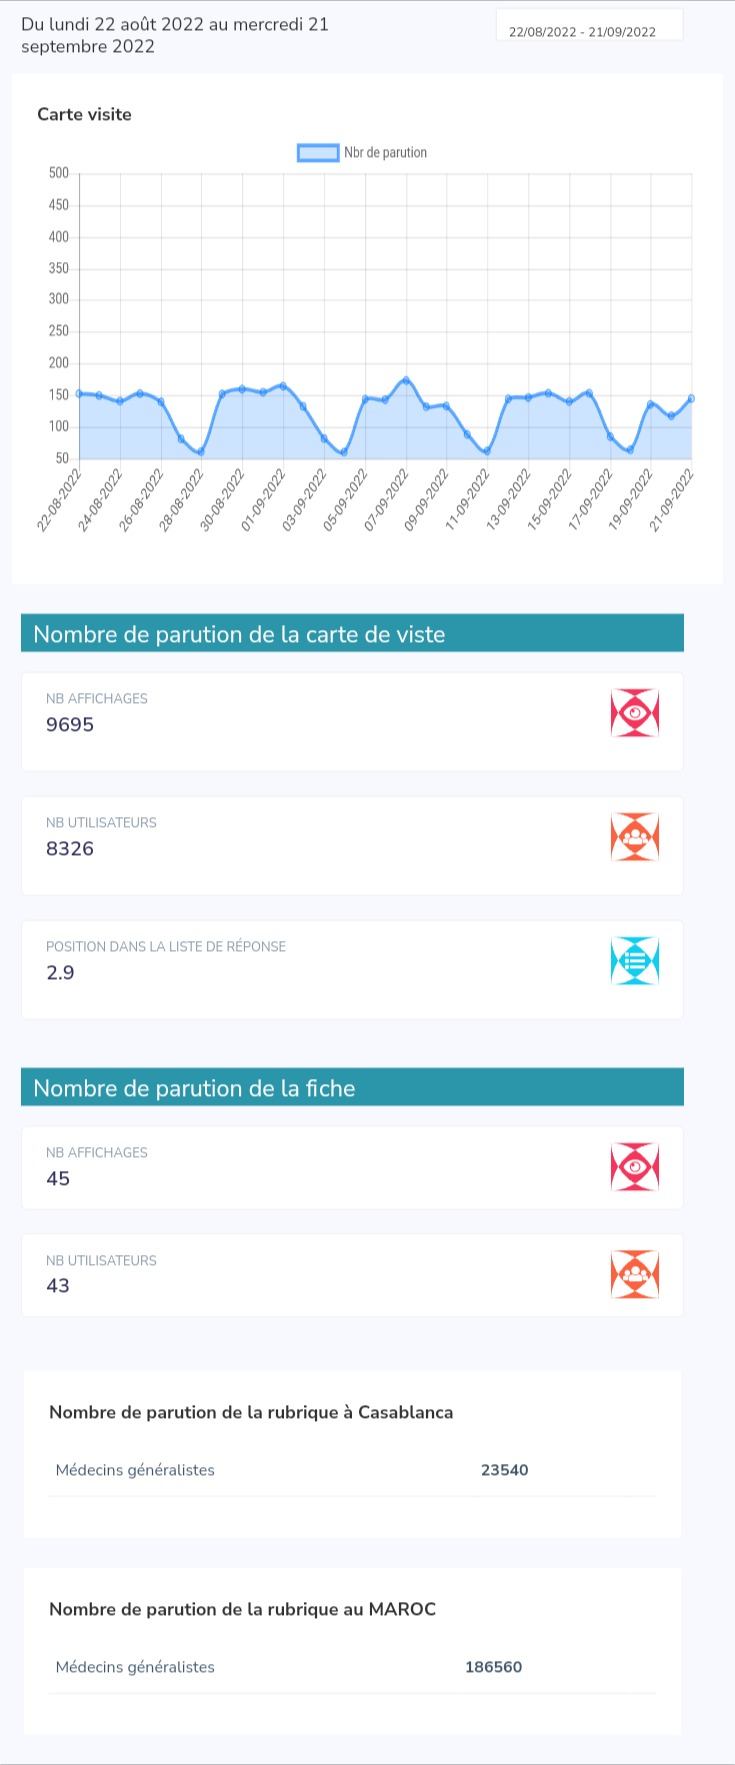 Du lundi 22 août 2022 au mercredi 21
septembre 2022
22/08/2022 - 21/09/2022
Carte visite
Nbr de parution
500
450
400
350
300
250
200
150
100
50
22-08-2022
24-08-2022
26-08-2022
28-08-2022
30-08-2022
01-09-2022
03-09-2022
05-09-2022
07-09-2022
09-09-2022
11-09-2022
13-09-2022
15-09-2022
17-09-2022
19-09-2022
21-09-2022
Nombre de parution de la carte de viste
NB AFFICHAGES
9695
NB UTILISATEURS
8326
POSITION DANS LA LISTE DE RÉPONSE
2.9
Nombre de parution de la fiche
NB AFFICHAGES
45
NB UTILISATEURS
43
Nombre de parution de la rubrique à Casablanca
Médecins généralistes 23540
Nombre de parution de la rubrique au MAROC
Médecins généralistes 186560